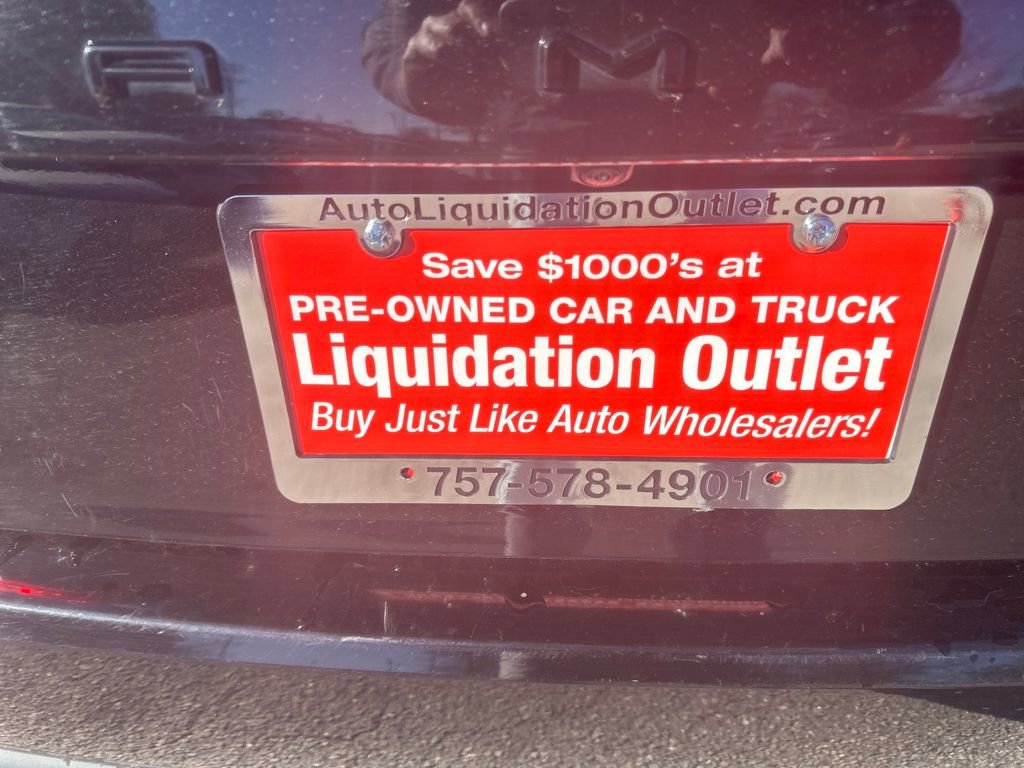 R M
AutoLiquidationOutlet.com
Save $1000's at
PRE-OWNED CAR AND TRUCK
Liquidation Outlet
Buy Just Like Auto Wholesalers!
757-578-4901